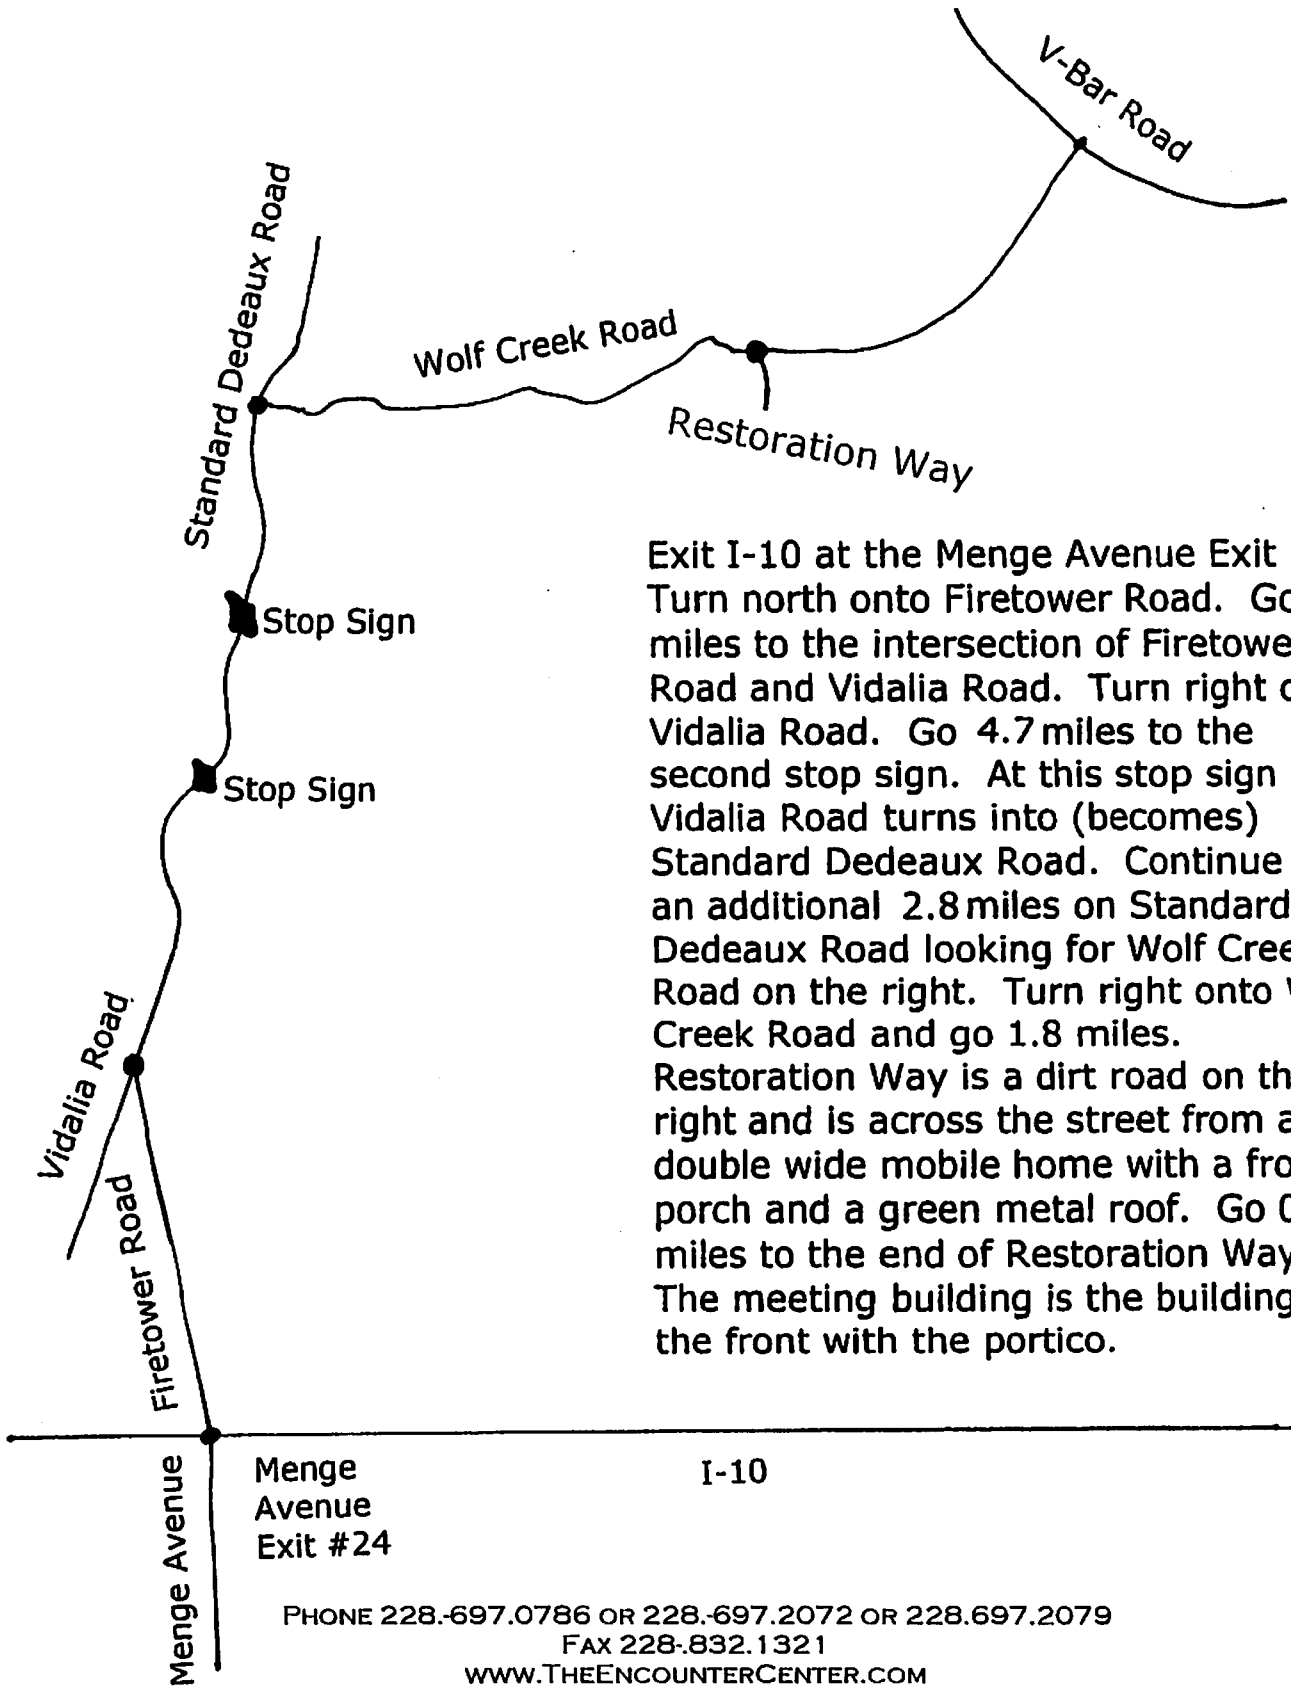 V-Bar Road
Standard Dedeaux Road
Wolf Creek Road
Restoration Way
Stop Sign
Stop Sign
Vidalia Road
Firetower Road
Exit I-10 at the Menge Avenue Exit
Turn north onto Firetower Road. Go
miles to the intersection of Firetowe
Road and Vidalia Road. Turn right o
Vidalia Road. Go 4.7 miles to the
second stop sign. At this stop sign
Vidalia Road turns into (becomes)
Standard Dedeaux Road. Continue
an additional 2.8 miles on Standard
Dedeaux Road looking for Wolf Cree
Road on the right. Turn right onto
Creek Road and go 1.8 miles.
Restoration Way is a dirt road on th
right and is across the street from a
double wide mobile home with a fro
porch and a green metal roof. Go 0
miles to the end of Restoration Way
The meeting building is the building
the front with the portico.
Menge Avenue
Menge
Avenue
Exit #24
I-10
PHONE 228.-697.0786 OR 228.-697.2072 OR 228.697.2079
FAX 228-.832.1321
WWW.THEENCOUNTERCENTER.COM